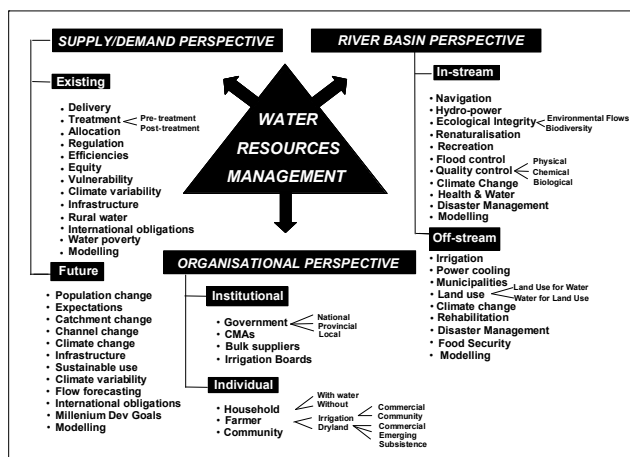 SUPPLY/DEMAND PERSPECTIVE
Existing
• Delivery
• Treatment
Pre-treatment
Post-treatment
• Allocation
• Regulation
• Efficiencies
• Equity
• Vulnerability
• Climate variability
• Infrastructure
• Rural water
• International obligations
• Water poverty
• Modelling
Future
• Population change
• Expectations
• Catchment change
• Channel change
• Climate change
• Infrastructure
• Sustainable use
• Climate variability
• Flow forecasting
• International obligations
• Millenium Dev Goals
• Modelling
WATER
RESOURCES
MANAGEMENT
ORGANISATIONAL PERSPECTIVE
Institutional
• Government
National
Provincial
Local
• CMAs
• Bulk suppliers
• Irrigation Boards
Individual
• Household
With water
Without
• Farmer
Irrigation
Dryland
Commercial
Community
Commercial
Emerging
Subsistence
• Community
RIVER BASIN PERSPECTIVE
In-stream
• Navigation
• Hydro-power
• Ecological Integrity
Environmental Flows
Biodiversity
• Renaturalisation
• Recreation
• Flood control
• Quality control
Physical
Chemical
Biological
• Climate Change
• Health & Water
• Disaster Management
• Modelling
Off-stream
• Irrigation
• Power cooling
• Municipalities
• Land use
Land Use for Water
Water for Land Use
• Climate change
• Rehabilitation
• Disaster Management
• Food Security
• Modelling